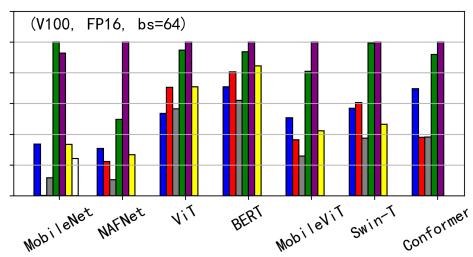 (V100, FP16, bs=64)
MobileNet
NAFNet
ViT
BERT
MobileViT
Swin-T
Conformer